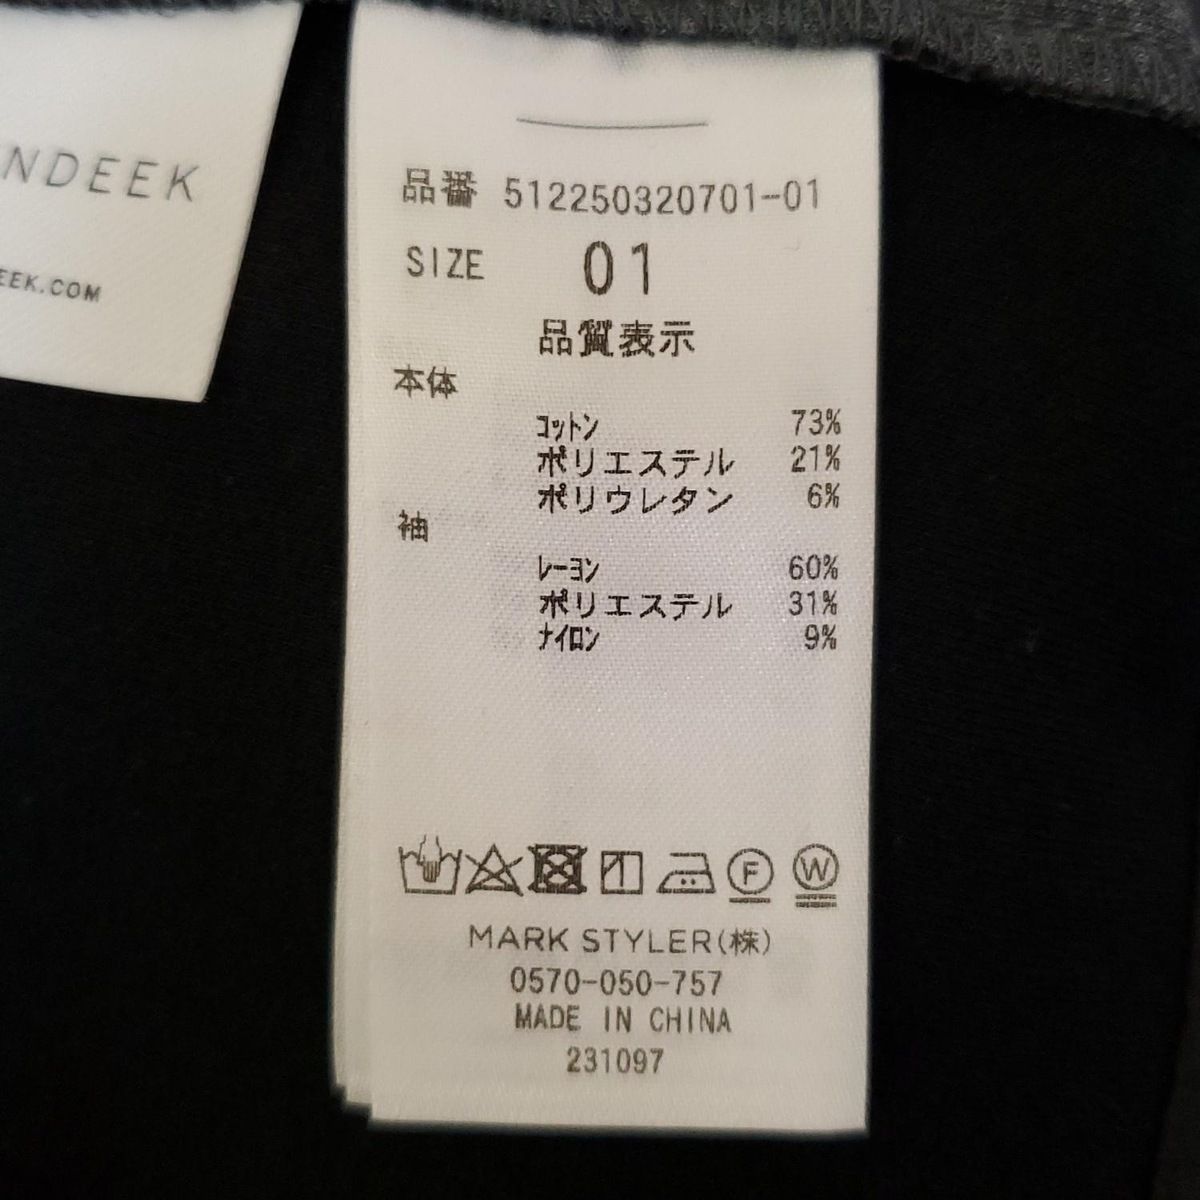 NDEEK
EEK.COM
品番 512250320701-01
SIZE 01
品質表示
本体
コットン 73%
ポリエステル 21%
ポリウレタン 6%
袖
レーヨン 60%
ポリエステル 31%
ナイロン 9%
F W
MARK STYLER(株)
0570-050-757
MADE IN CHINA
231097